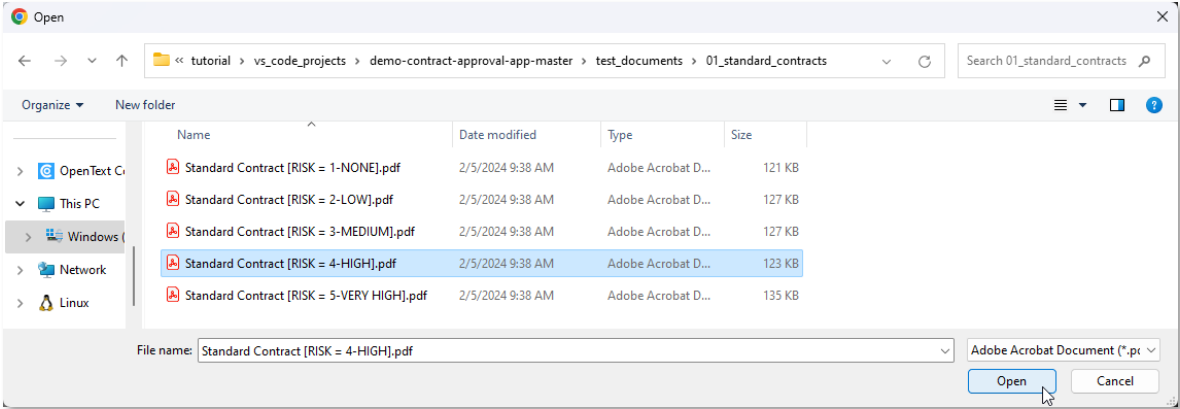 Open
« tutorial > vs_code_projects > demo-contract-approval-app-master > test_documents > 01_standard_contracts
Search 01_standard_contracts
Organize New folder
Name Date modified Type Size
Standard Contract [RISK = 1-NONE].pdf 2/5/2024 9:38 AM Adobe Acrobat D... 121 KB
Standard Contract [RISK = 2-LOW].pdf 2/5/2024 9:38 AM Adobe Acrobat D... 127 KB
Standard Contract [RISK = 3-MEDIUM].pdf 2/5/2024 9:38 AM Adobe Acrobat D... 127 KB
Standard Contract [RISK = 4-HIGH].pdf 2/5/2024 9:38 AM Adobe Acrobat D... 123 KB
Standard Contract [RISK = 5-VERY HIGH].pdf 2/5/2024 9:38 AM Adobe Acrobat D... 135 KB
OpenText C
This PC
Windows (
Network
Linux
File name: Standard Contract [RISK = 4-HIGH].pdf
Adobe Acrobat Document (*.p
Open Cancel